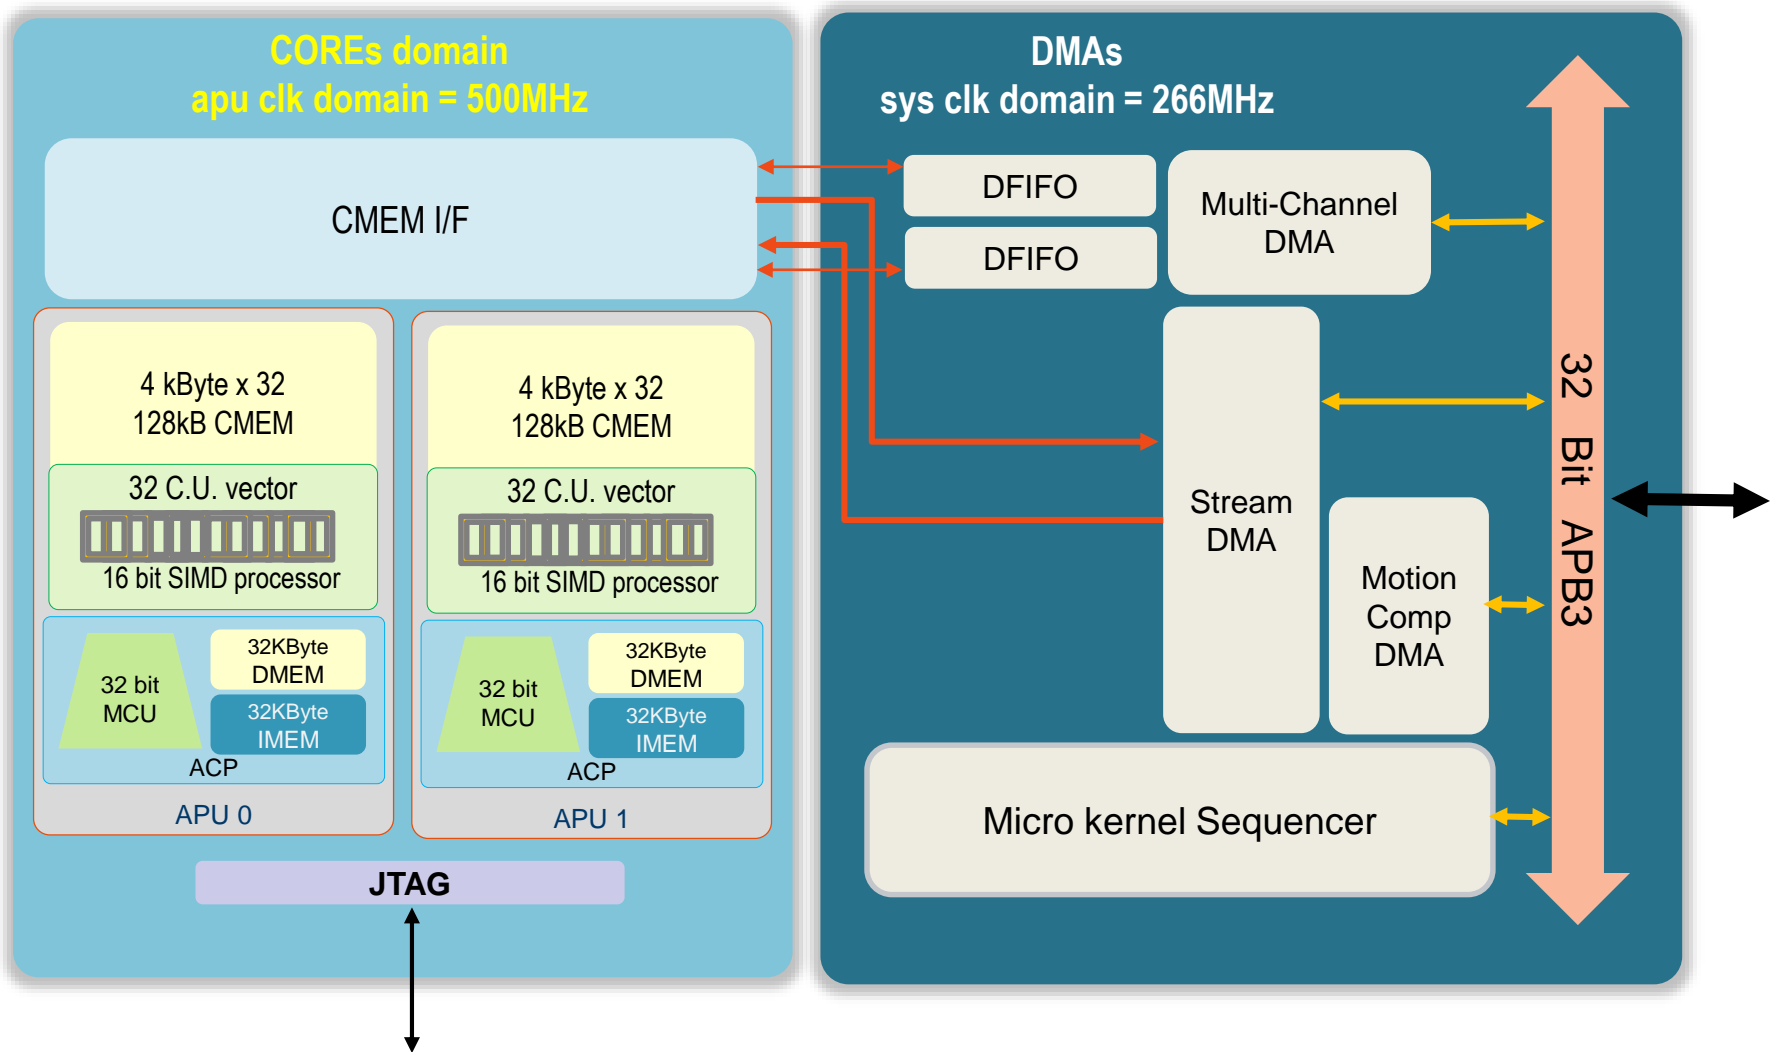 COREs domain
apu clk domain = 500MHz
CMEM I/F
4 kByte x 32
128kB CMEM
32 C.U. vector
16 bit SIMD processor
32 bit
MCU
32KByte
DMEM
32KByte
IMEM
ACP
APU 0
4 kByte x 32
128kB CMEM
32 C.U. vector
16 bit SIMD processor
32 bit
MCU
32KByte
DMEM
32KByte
IMEM
ACP
APU 1
JTAG
DMAs
sys clk domain = 266MHz
DFIFO
DFIFO
Multi-Channel
DMA
Stream
DMA
Motion
Comp
DMA
Micro kernel Sequencer
32 Bit APB3